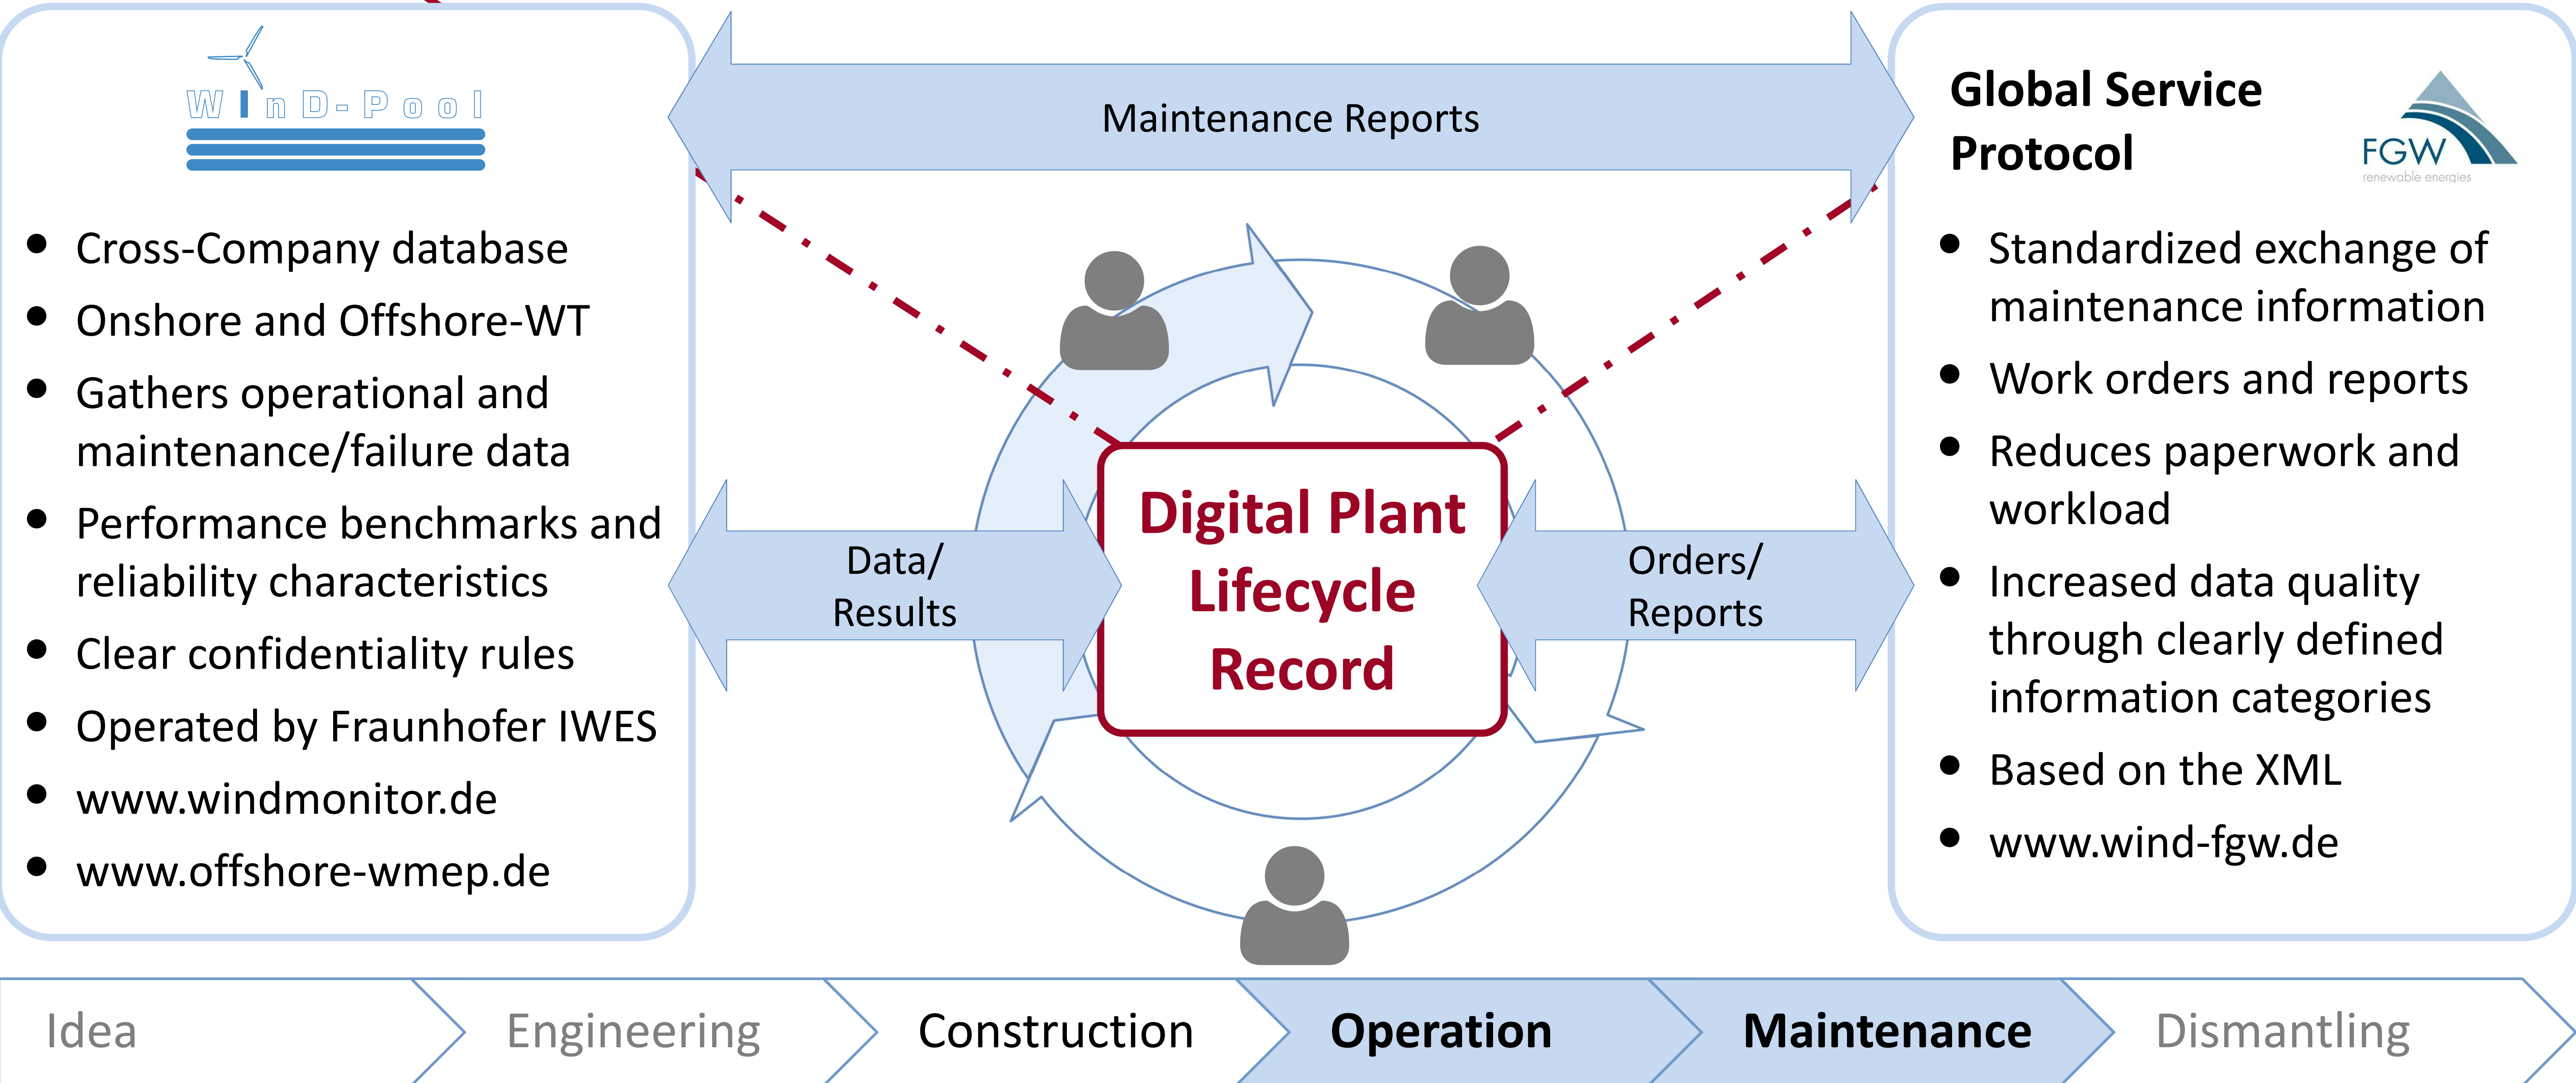 WInD-Pool
• Cross-Company database
• Onshore and Offshore-WT
• Gathers operational and
maintenance/failure data
• Performance benchmarks and
reliability characteristics
• Clear confidentiality rules
• Operated by Fraunhofer IWES
• www.windmonitor.de
• www.offshore-wmep.de
Maintenance Reports
Data/
Results
Digital Plant
Lifecycle
Record
Orders/
Reports
Global Service
Protocol
FGW
renewable energies
• Standardized exchange of
maintenance information
• Work orders and reports
• Reduces paperwork and
workload
• Increased data quality
through clearly defined
information categories
• Based on the XML
• www.wind-fgw.de
Idea
Engineering
Construction
Operation
Maintenance
Dismantling